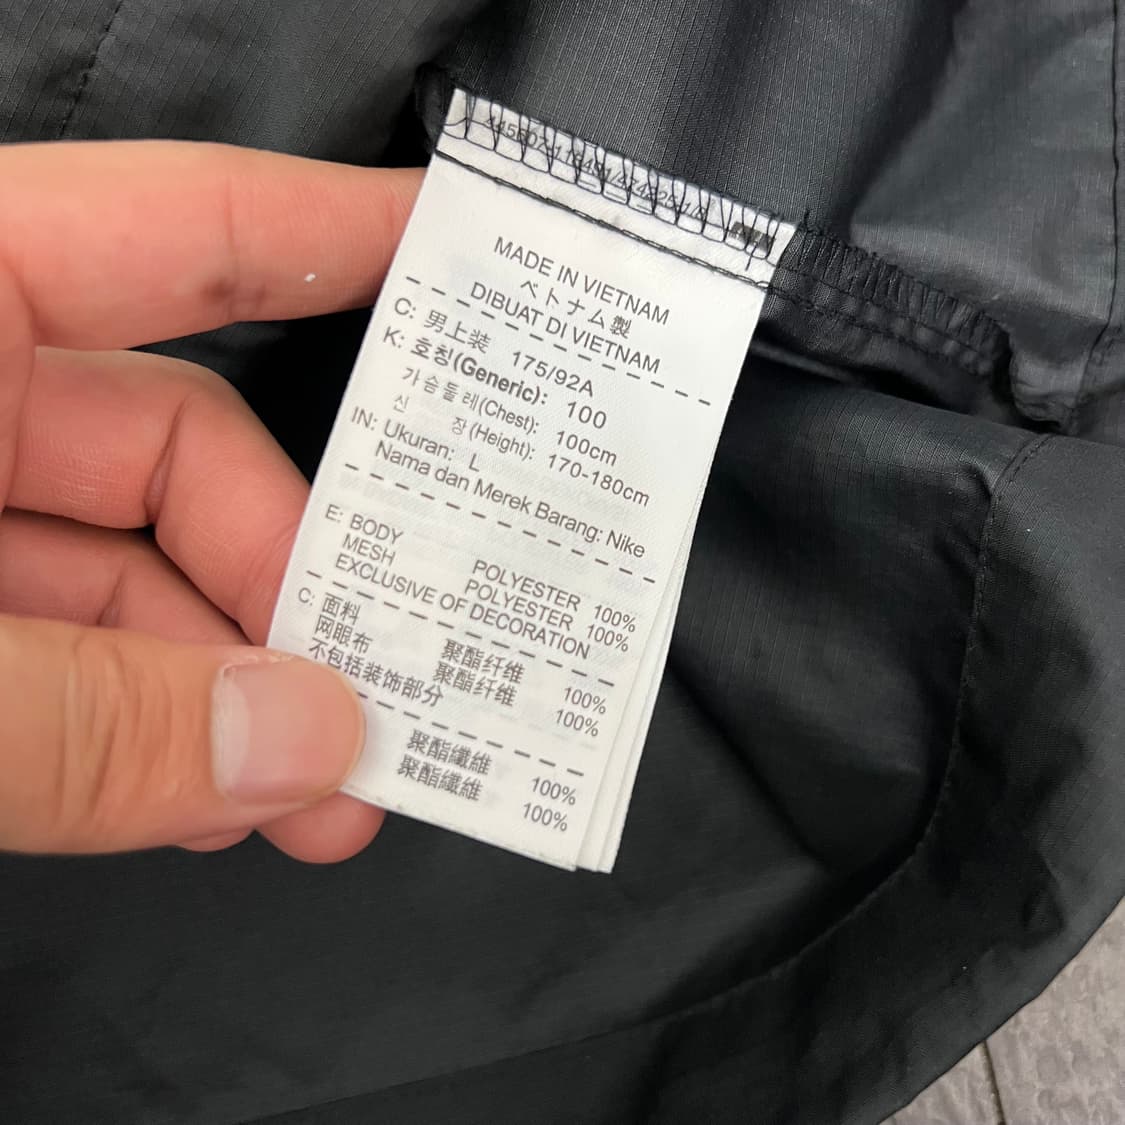 MADE IN VIETNAM
ベトナム製
DIBUAT DI VIETNAM
C: 男上装 175/92A
K: 호칭(Generic): 100
가슴둘레(Chest): 100cm
신 장(Height): 170-180cm
IN: Ukuran: L
Nama dan Merek Barang: Nike
E: BODY POLYESTER 100%
MESH POLYESTER 100%
EXCLUSIVE OF DECORATION
C: 面料 聚酯纤维 100%
网眼布 聚酯纤维 100%
不包括装饰部分
聚酯纖維 100%
聚酯纖維 100%